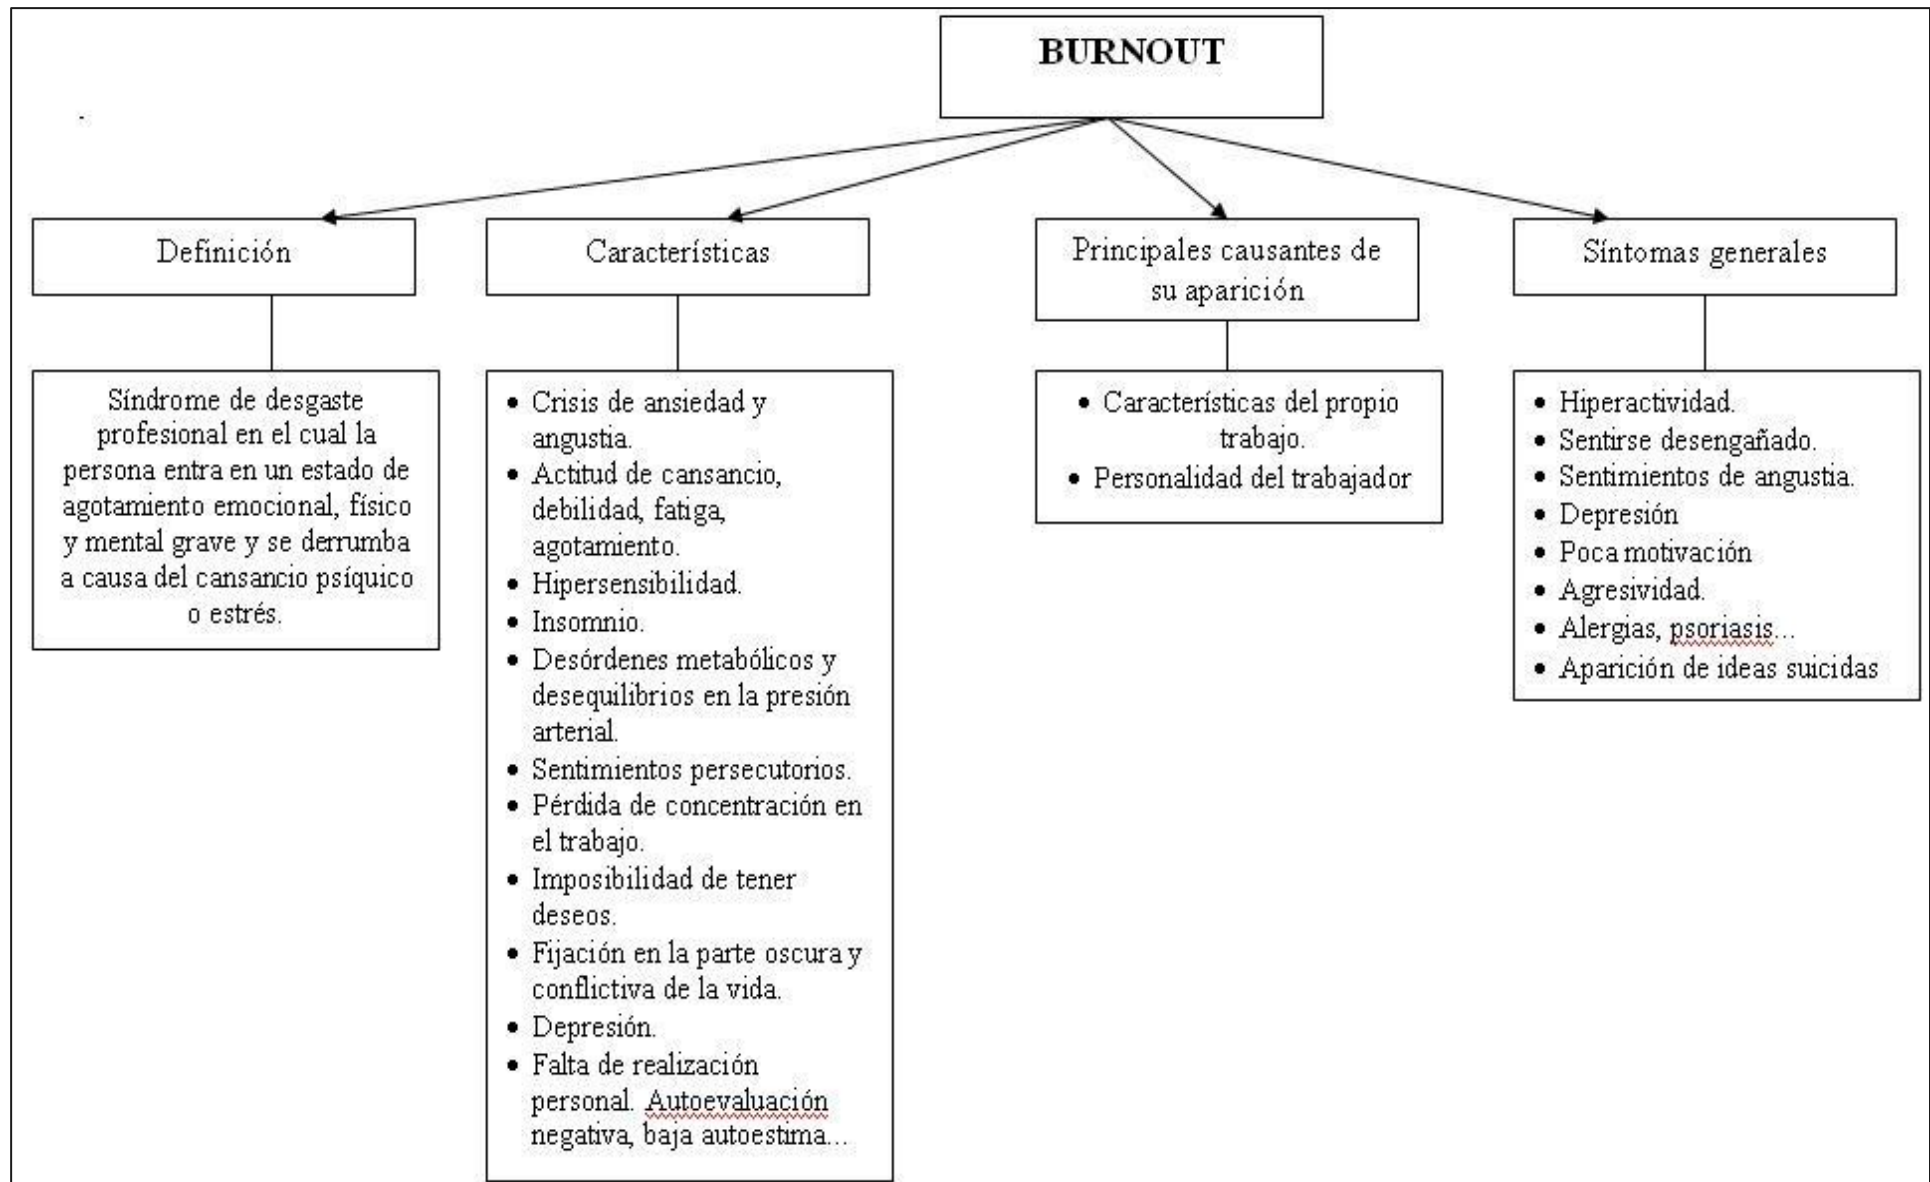 BURNOUT
Definición
Síndrome de desgaste
profesional en el cual la
persona entra en un estado de
agotamiento emocional, físico
y mental grave y se derrumba
a causa del cansancio psíquico
o estrés.
Características
• Crisis de ansiedad y
angustia.
• Actitud de cansancio,
debilidad, fatiga,
agotamiento.
• Hipersensibilidad.
• Insomnio.
• Desórdenes metabólicos y
desequilibrios en la presión
arterial.
• Sentimientos persecutorios.
• Pérdida de concentración en
el trabajo.
• Imposibilidad de tener
deseos.
• Fijación en la parte oscura y
conflictiva de la vida.
• Depresión.
• Falta de realización
personal. Autoevaluación
negativa, baja autoestima...
Principales causantes de
su aparición
• Características del propio
trabajo.
• Personalidad del trabajador
Síntomas generales
• Hiperactividad.
• Sentirse desengañado.
• Sentimientos de angustia.
• Depresión
• Poca motivación
• Agresividad.
• Alergias, psoriasis...
• Aparición de ideas suicidas